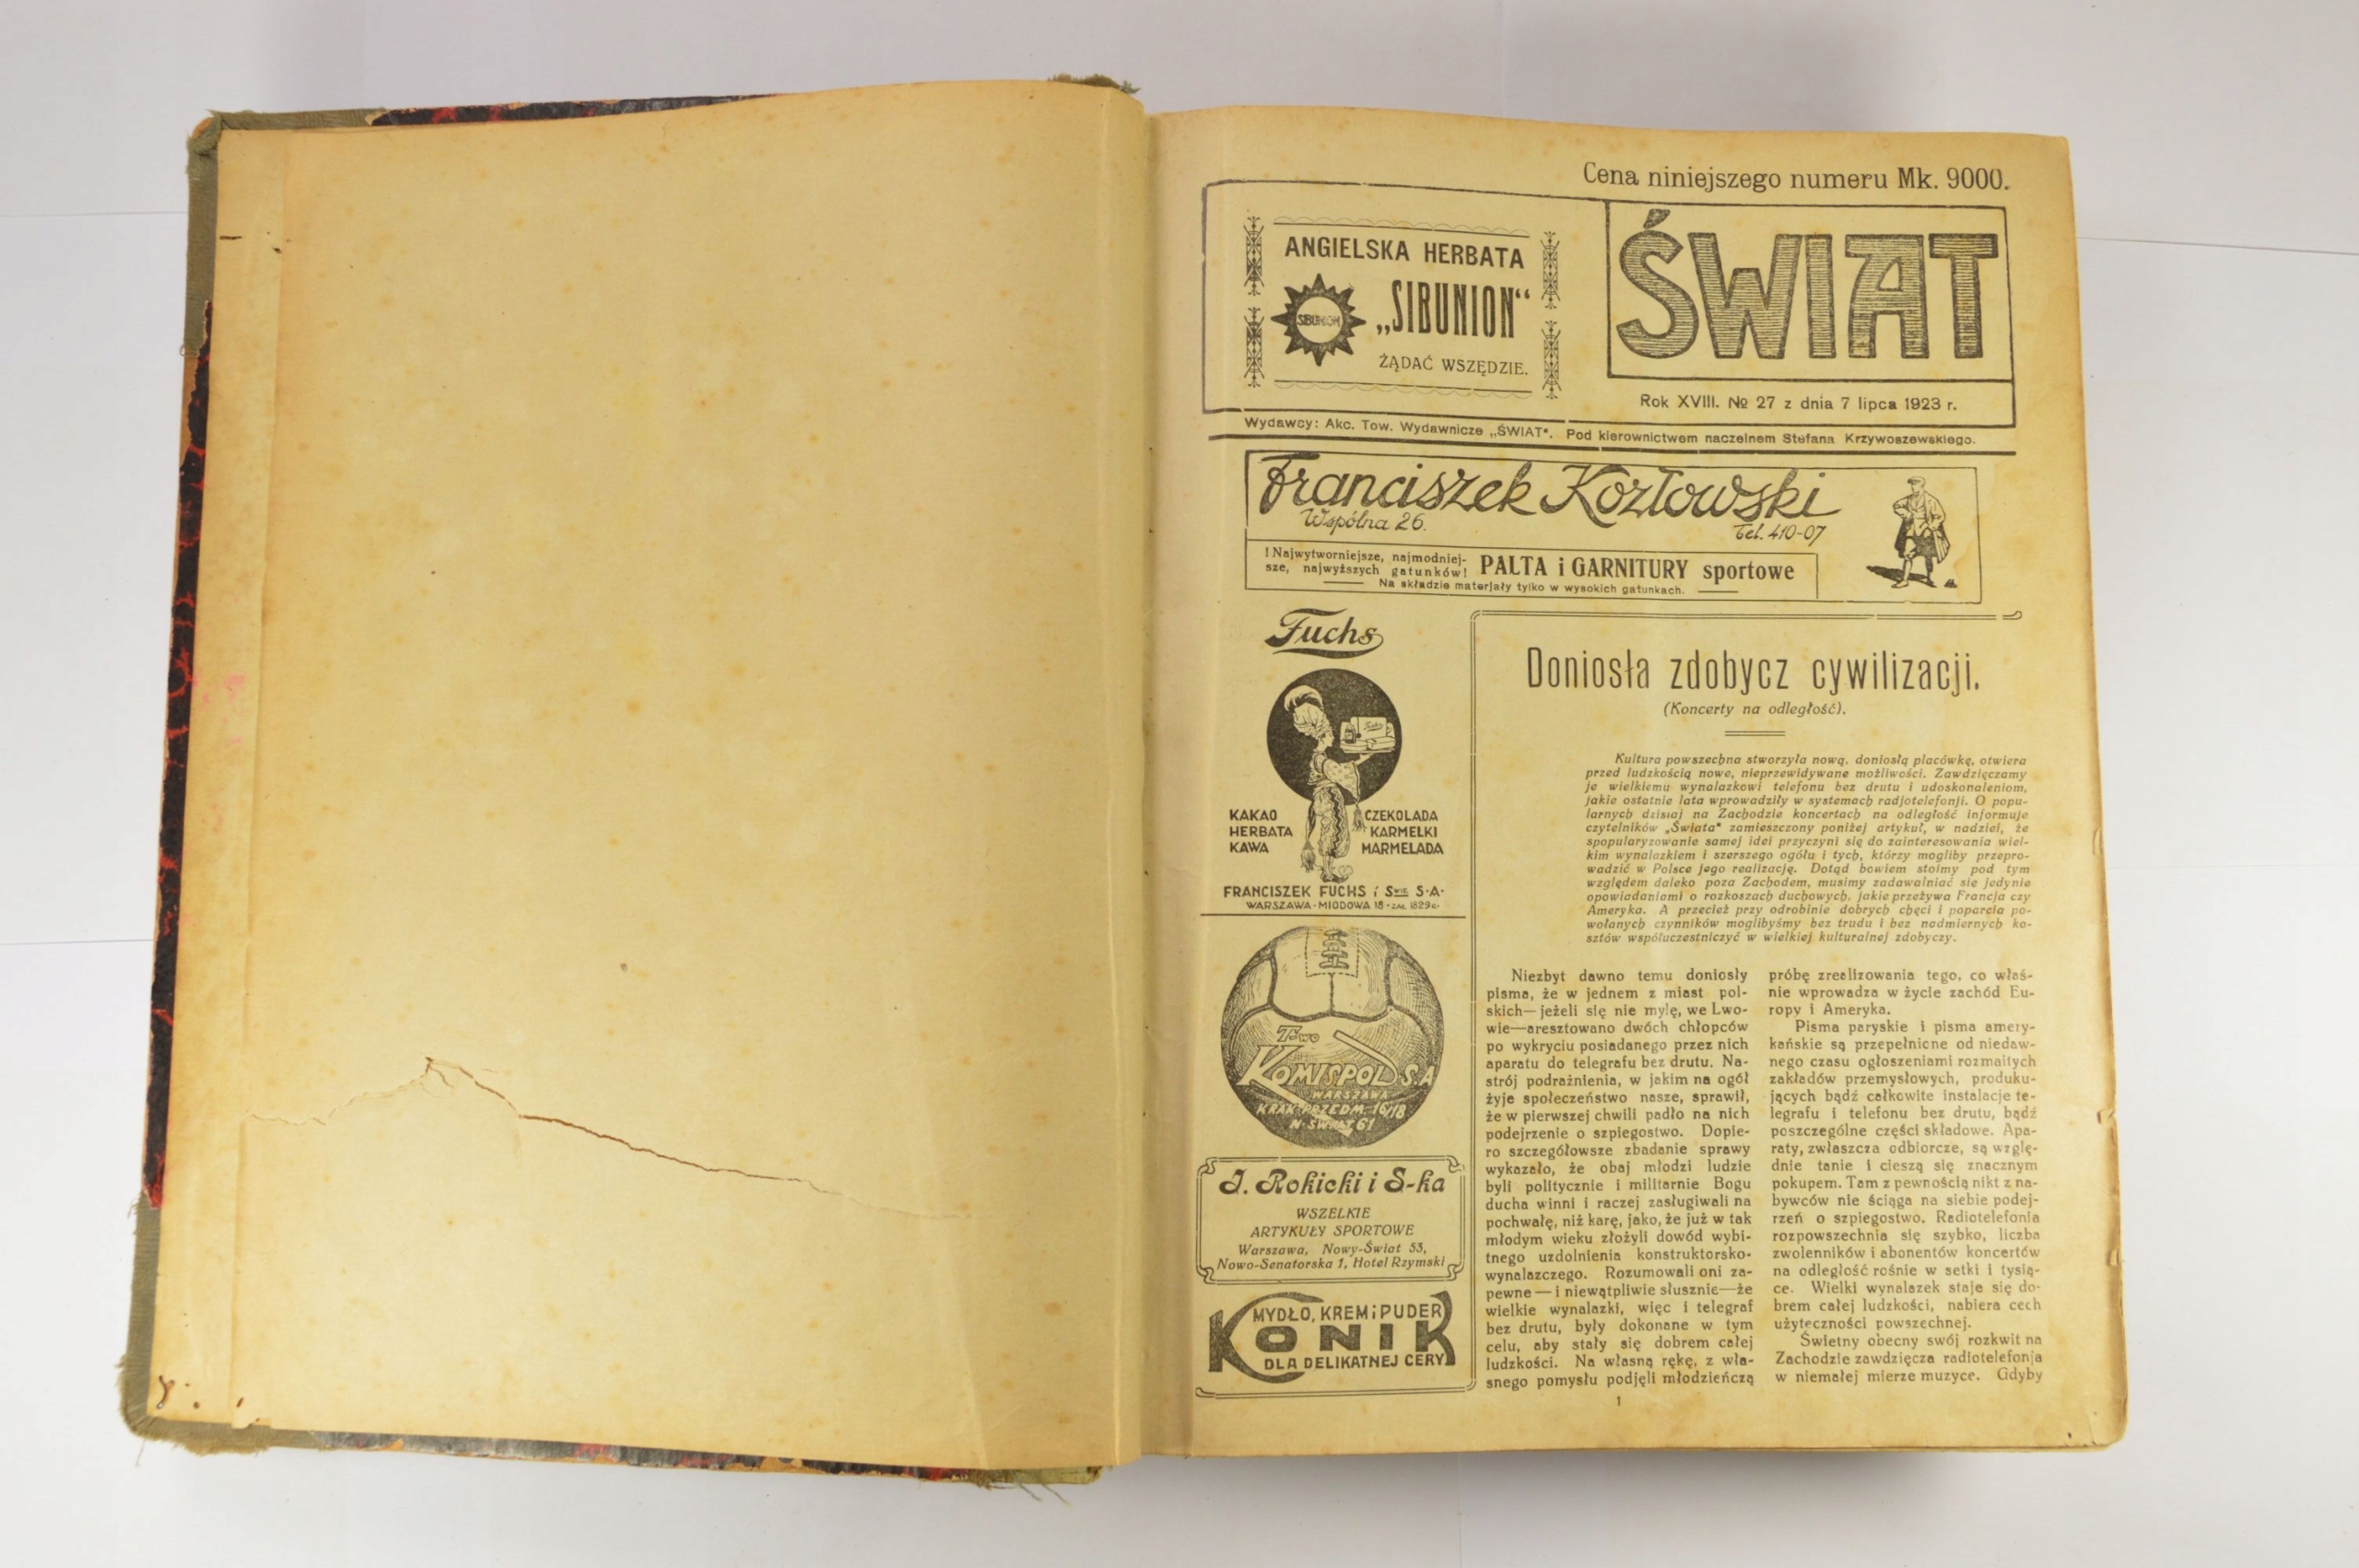 Cena niniejszego numeru Mk. 9000.
ANGIELSKA HERBATA
SIBUNION
„SIBUNION“
ŻĄDAĆ WSZĘDZIE.
ŚWIAT
Rok XVIII. № 27 z dnia 7 lipca 1923 r.
Wydawcy: Akc. Tow. Wydawnicze „ŚWIAT“. Pod kierownictwem naczelnem Stefana Krzywoszewskiego.
Franciszek Kozłowski
Wspólna 26.
Tel. 410-07
! Najwytworniejsze, najmodniej-
sze, najwyższych gatunków!
PALTA i GARNITURY sportowe
Na składzie materjały tylko w wysokich gatunkach.
Fuchs
KAKAO
HERBATA
KAWA
CZEKOLADA
KARMELKI
MARMELADA
FRANCISZEK FUCHS i SWIE S·A·
WARSZAWA·MIODOWA 18·ZAŁ. 1829 R·
T-wo
KOMISPOL S.A
WARSZAWA
KRAK-PRZEDM-16/18
N-ŚWIAT 61
J. Rokicki i S-ka
WSZELKIE
ARTYKUŁY SPORTOWE
Warszawa, Nowy-Świat 53,
Nowo-Senatorska 1, Hotel Rzymski
MYDŁO, KREM i PUDER
KONIK
DLA DELIKATNEJ CERY
Doniosła zdobycz cywilizacji.
(Koncerty na odległość).
Kultura powszechna stworzyła nową, doniosłą placówkę, otwiera
przed ludzkością nowe, nieprzewidywane możliwości. Zawdzięczamy
je wielkiemu wynalazkowi telefonu bez drutu i udoskonaleniom,
jakie ostatnie lata wprowadziły w systemach radjotelefonji. O popu-
larnych dzisiaj na Zachodzie koncertach na odległość informuje
czytelników „Świata“ zamieszczony poniżej artykuł, w nadziei, że
spopularyzowanie samej idei przyczyni się do zainteresowania wiel-
kim wynalazkiem i szerszego ogółu i tych, którzy mogliby przepro-
wadzić w Polsce jego realizację. Dotąd bowiem stoimy pod tym
względem daleko poza Zachodem, musimy zadawalniać się jedynie
opowiadaniami o rozkoszach duchowych, jakie przeżywa Francja czy
Ameryka. A przecież przy odrobinie dobrych chęci i poparcia po-
wołanych czynników moglibyśmy bez trudu i bez nadmiernych ko-
sztów współuczestniczyć w wielkiej kulturalnej zdobyczy.
Niezbyt dawno temu doniosły
pisma, że w jednem z miast pol-
skich—jeżeli się nie mylę, we Lwo-
wie—aresztowano dwóch chłopców
po wykryciu posiadanego przez nich
aparatu do telegrafu bez drutu. Na-
strój podrażnienia, w jakim na ogół
żyje społeczeństwo nasze, sprawił,
że w pierwszej chwili padło na nich
podejrzenie o szpiegostwo. Dopie-
ro szczegółowsze zbadanie sprawy
wykazało, że obaj młodzi ludzie
byli politycznie i militarnie Bogu
ducha winni i raczej zasługiwali na
pochwałę, niż karę, jako, że już w tak
młodym wieku złożyli dowód wybi-
tnego uzdolnienia konstruktorsko-
wynalazczego. Rozumowali oni za-
pewne — i niewątpliwie słusznie—że
wielkie wynalazki, więc i telegraf
bez drutu, były dokonane w tym
celu, aby stały się dobrem całej
ludzkości. Na własną rękę, z wła-
snego pomysłu podjęli młodzieńczą
próbę zrealizowania tego, co właś-
nie wprowadza w życie zachód Eu-
ropy i Ameryka.
Pisma paryskie i pisma amery-
kańskie są przepełnione od niedaw-
nego czasu ogłoszeniami rozmaitych
zakładów przemysłowych, produku-
jących bądź całkowite instalacje te-
legrafu i telefonu bez drutu, bądź
poszczególne części składowe. Apa-
raty, zwłaszcza odbiorcze, są wzglę-
dnie tanie i cieszą się znacznym
pokupem. Tam z pewnością nikt z na-
bywców nie ściąga na siebie podej-
rzeń o szpiegostwo. Radiotelefonia
rozpowszechnia się szybko, liczba
zwolenników i abonentów koncertów
na odległość rośnie w setki i tysią-
ce. Wielki wynalazek staje się do-
brem całej ludzkości, nabiera cech
użyteczności powszechnej.
Świetny obecny swój rozkwit na
Zachodzie zawdzięcza radiotelefonja
w niemałej mierze muzyce. Gdyby
1